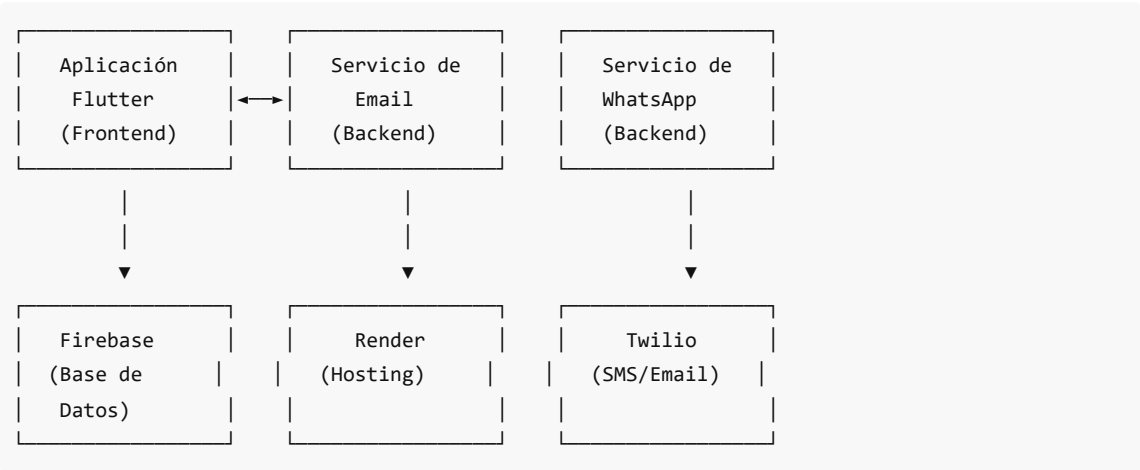 Aplicación
Flutter
(Frontend)
Servicio de
Email
(Backend)
Servicio de
WhatsApp
(Backend)
Firebase
(Base de
Datos)
Render
(Hosting)
Twilio
(SMS/Email)